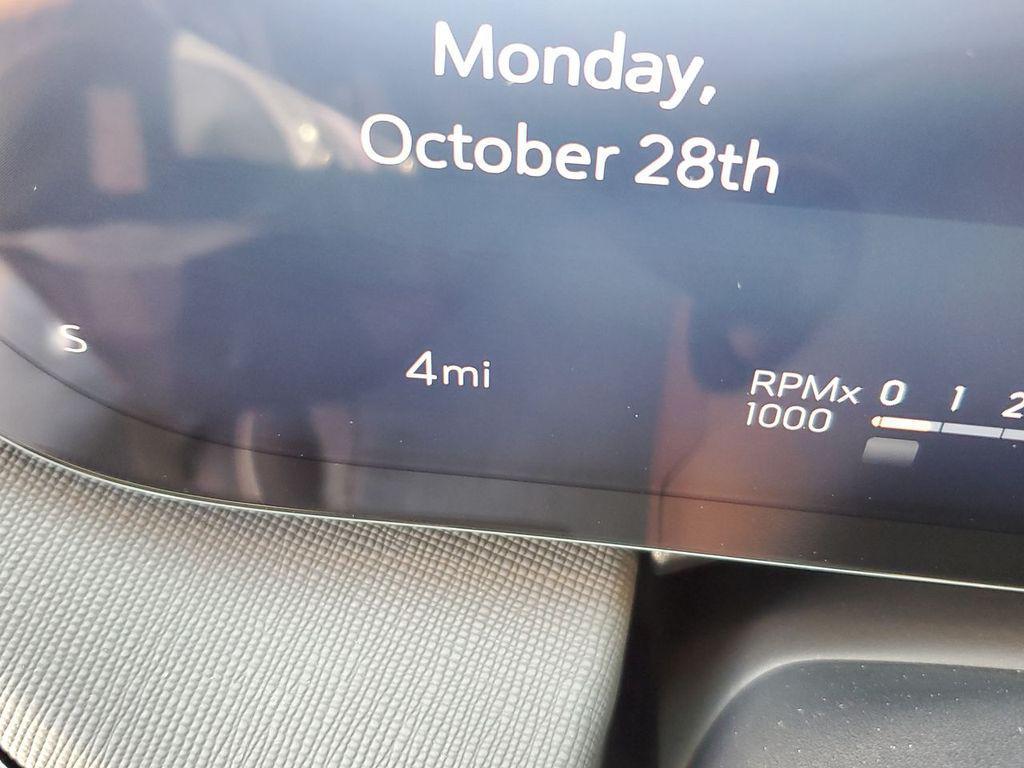 Monday,
October 28th
S
4mi
RPMx
1000
0 1 2